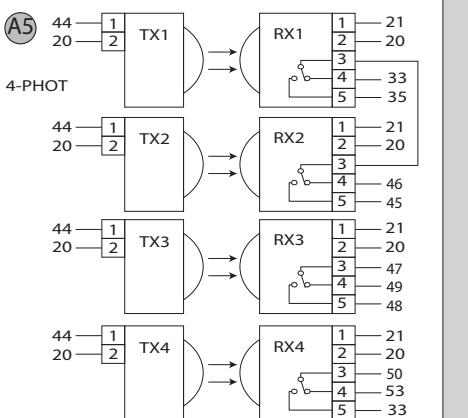 A5
4-PHOT
44 1 TX1 RX1 1 21
20 2 2 20
3
4 33
5 35
44 1 TX2 RX2 1 21
20 2 2 20
3
4 46
5 45
44 1 TX3 RX3 1 21
20 2 2 20
3 47
4 49
5 48
44 1 TX4 RX4 1 21
20 2 2 20
3 50
4 53
5 33